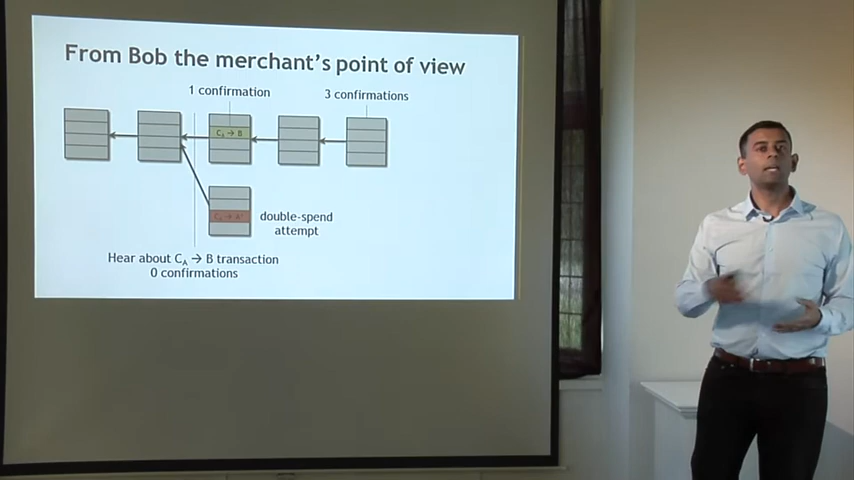 From Bob the merchant's point of view
1 confirmation
3 confirmations
C_A → B
C_A → A'
double-spend
attempt
Hear about C_A → B transaction
0 confirmations